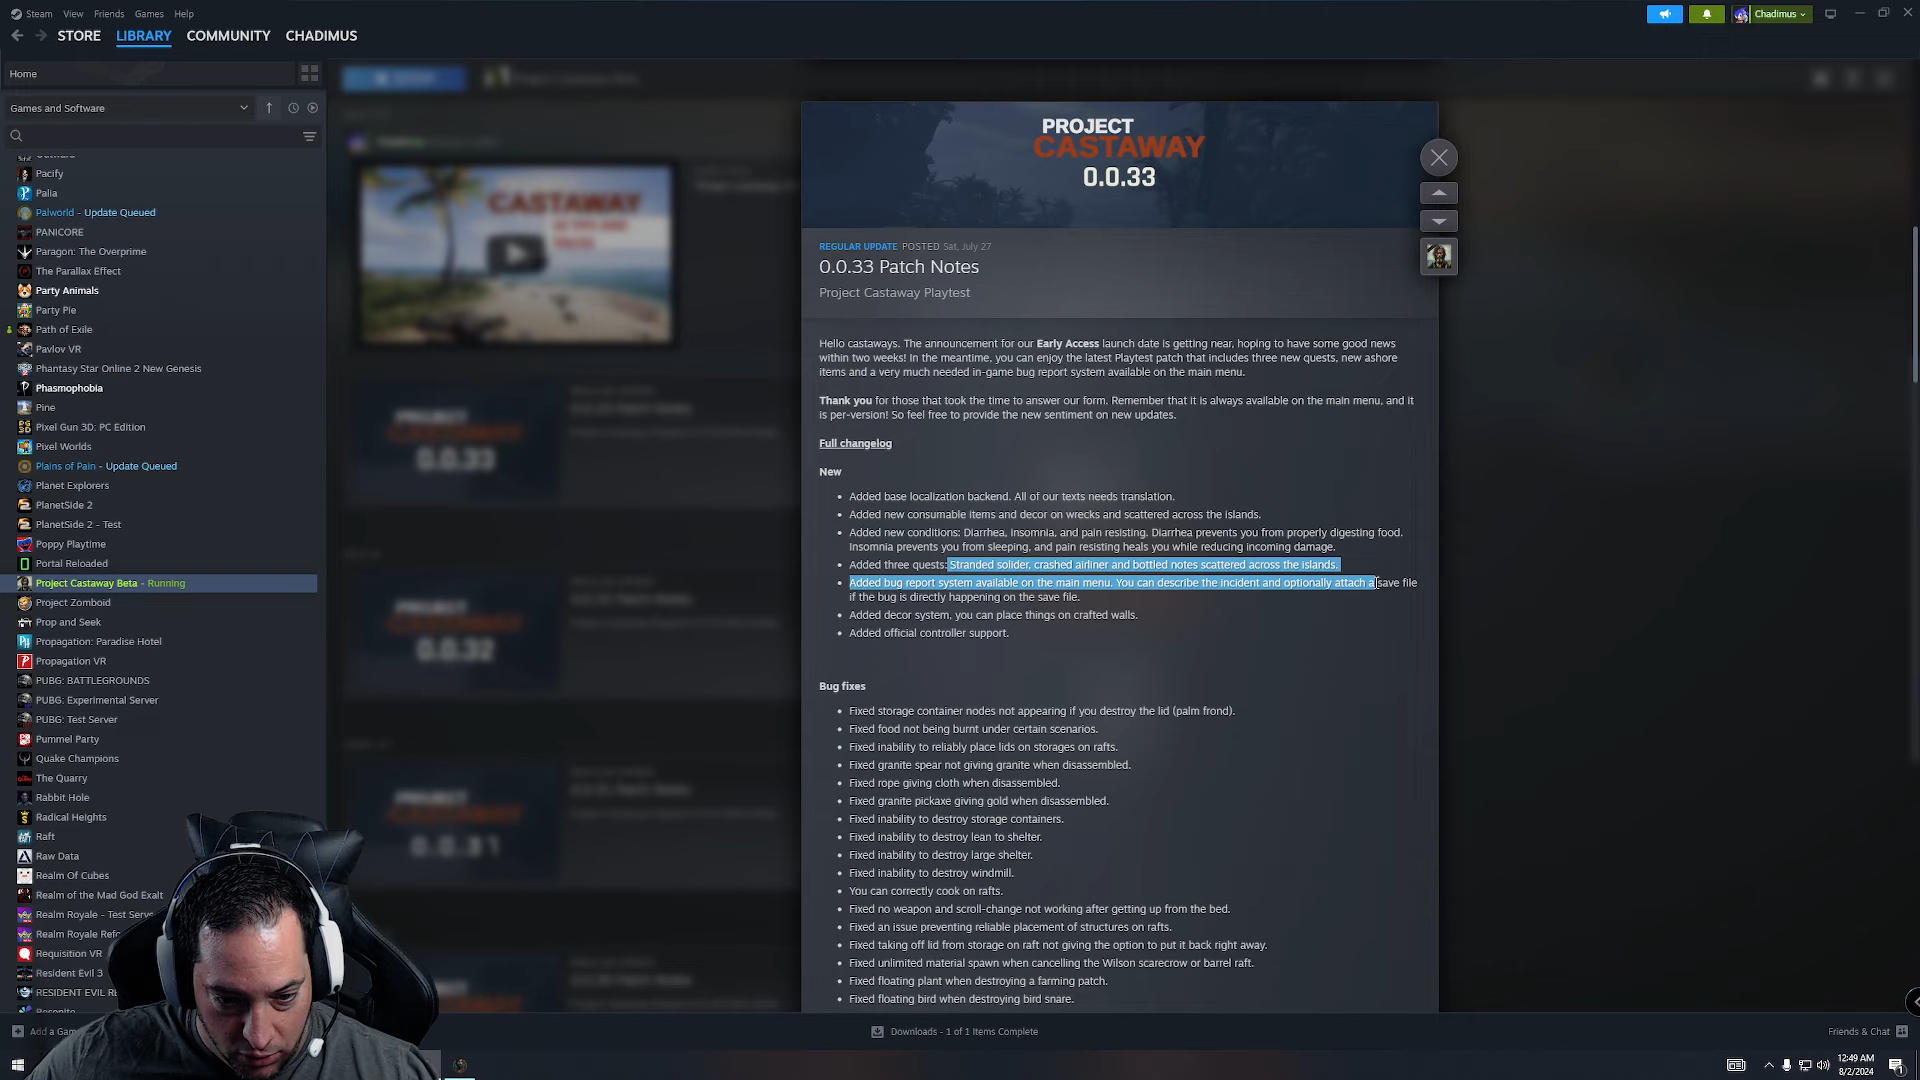 Steam View Friends Games Help
Chadimus
STORE LIBRARY COMMUNITY CHADIMUS
Home
Games and Software
Pacify
Palia
Palworld - Update Queued
PANICORE
Paragon: The Overprime
The Parallax Effect
Party Animals
Party Pie
Path of Exile
Pavlov VR
Phantasy Star Online 2 New Genesis
Phasmophobia
Pine
Pixel Gun 3D: PC Edition
Pixel Worlds
Plains of Pain - Update Queued
Planet Explorers
PlanetSide 2
PlanetSide 2 - Test
Poppy Playtime
Portal Reloaded
Project Castaway Beta - Running
Project Zomboid
Prop and Seek
Propagation: Paradise Hotel
Propagation VR
PUBG: BATTLEGROUNDS
PUBG: Experimental Server
PUBG: Test Server
Pummel Party
Quake Champions
The Quarry
Rabbit Hole
Radical Heights
Raft
Raw Data
Realm Of Cubes
Realm of the Mad God Exalt
Realm Royale - Test Serve
Realm Royale Refo
Requisition VR
Resident Evil 3
RESIDENT EVIL RE
Add a Game
CASTAWAY
0.0.33
0.0.32
0.0.31
PROJECT
CASTAWAY
0.0.33
REGULAR UPDATE POSTED Sat, July 27
0.0.33 Patch Notes
Project Castaway Playtest
Hello castaways. The announcement for our Early Access launch date is getting near, hoping to have some good news
within two weeks! In the meantime, you can enjoy the latest Playtest patch that includes three new quests, new ashore
items and a very much needed in-game bug report system available on the main menu.
Thank you for those that took the time to answer our form. Remember that it is always available on the main menu, and it
is per-version! So feel free to provide the new sentiment on new updates.
Full changelog
New
• Added base localization backend. All of our texts needs translation.
• Added new consumable items and decor on wrecks and scattered across the islands.
• Added new conditions: Diarrhea, insomnia, and pain resisting. Diarrhea prevents you from properly digesting food.
Insomnia prevents you from sleeping, and pain resisting heals you while reducing incoming damage.
• Added three quests: Stranded solider, crashed airliner and bottled notes scattered across the islands.
• Added bug report system available on the main menu. You can describe the incident and optionally attach a save file
if the bug is directly happening on the save file.
• Added decor system, you can place things on crafted walls.
• Added official controller support.
Bug fixes
• Fixed storage container nodes not appearing if you destroy the lid (palm frond).
• Fixed food not being burnt under certain scenarios.
• Fixed inability to reliably place lids on storages on rafts.
• Fixed granite spear not giving granite when disassembled.
• Fixed rope giving cloth when disassembled.
• Fixed granite pickaxe giving gold when disassembled.
• Fixed inability to destroy storage containers.
• Fixed inability to destroy lean to shelter.
• Fixed inability to destroy large shelter.
• Fixed inability to destroy windmill.
• You can correctly cook on rafts.
• Fixed no weapon and scroll-change not working after getting up from the bed.
• Fixed an issue preventing reliable placement of structures on rafts.
• Fixed taking off lid from storage on raft not giving the option to put it back right away.
• Fixed unlimited material spawn when cancelling the Wilson scarecrow or barrel raft.
• Fixed floating plant when destroying a farming patch.
• Fixed floating bird when destroying bird snare.
Downloads - 1 of 1 Items Complete
Friends & Chat
12:49 AM
8/2/2024